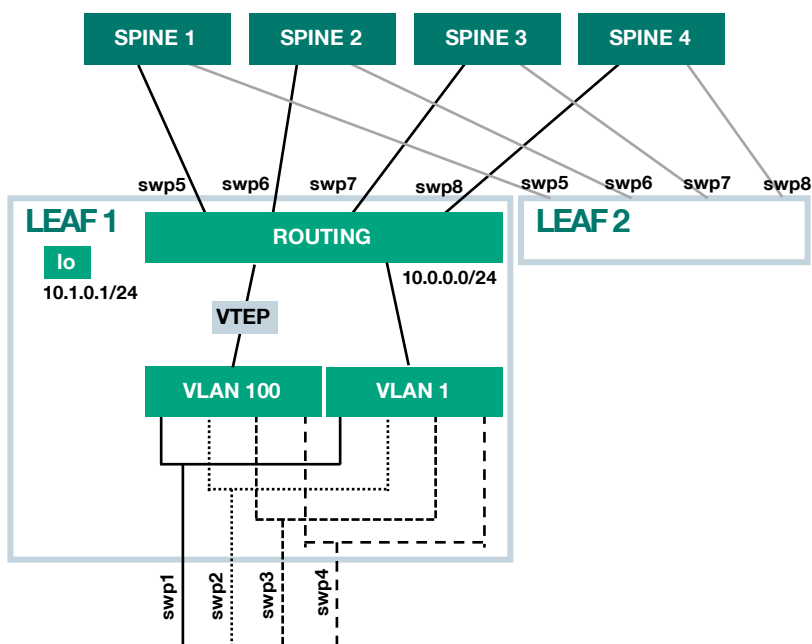 SPINE 1
SPINE 2
SPINE 3
SPINE 4
swp5
swp6
swp7
swp8
swp5
swp6
swp7
swp8
LEAF 1
ROUTING
LEAF 2
lo
10.1.0.1/24
10.0.0.0/24
VTEP
VLAN 100
VLAN 1
swp1
swp2
swp3
swp4